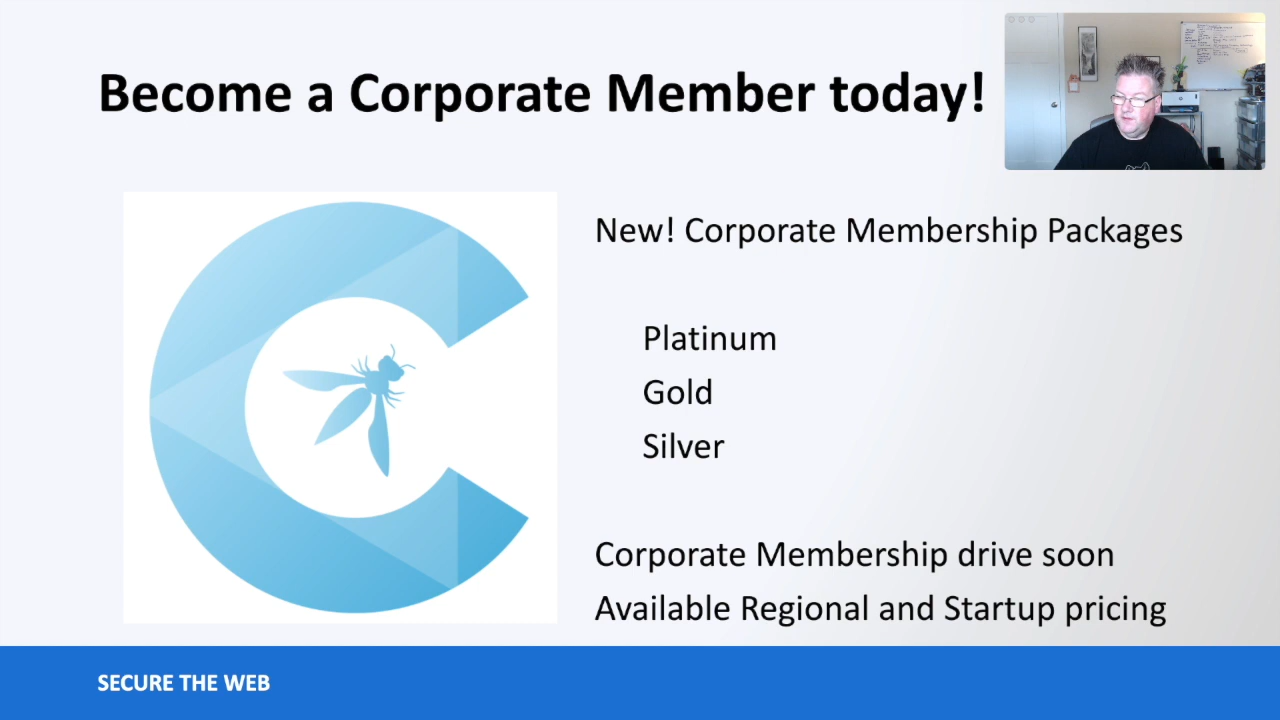 Become a Corporate Member today!
New! Corporate Membership Packages
Platinum
Gold
Silver
Corporate Membership drive soon
Available Regional and Startup pricing
SECURE THE WEB